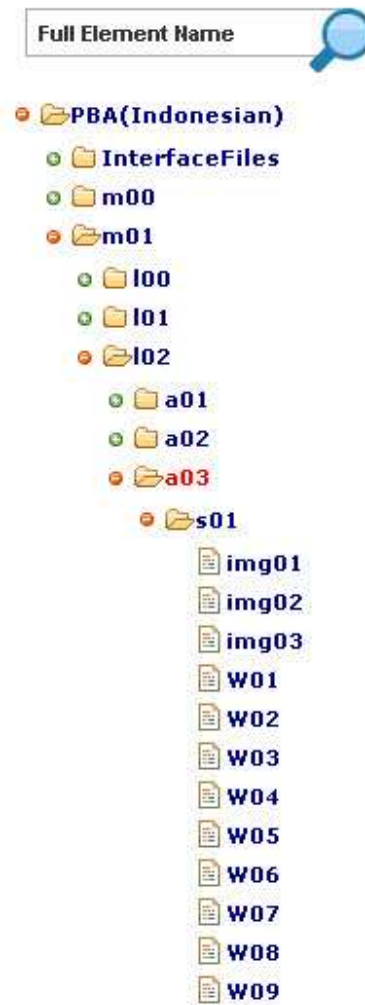 Full Element Name
PBA(Indonesian)
InterfaceFiles
m00
m01
l00
l01
l02
a01
a02
a03
s01
img01
img02
img03
W01
W02
W03
W04
W05
W06
W07
W08
W09